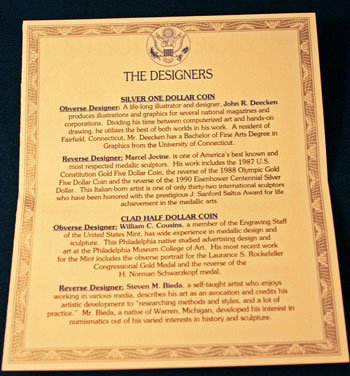 THE DESIGNERS
SILVER ONE DOLLAR COIN
Obverse Designer: A life-long illustrator and designer, John R. Deecken
produces illustrations and graphics for several national magazines and
corporations. Dividing his time between computerized art and hands-on
drawing, he utilizes the best of both worlds in his work. A resident of
Fairfield, Connecticut, Mr. Deecken has a Bachelor of Fine Arts Degree in
Graphics from the University of Connecticut.
Reverse Designer: Marcel Jovine, is one of America's best known and
most respected medallic sculptors. His work includes the 1987 U.S.
Constitution Gold Five Dollar Coin, the reverse of the 1988 Olympic Gold
Five Dollar Coin and the reverse of the 1990 Eisenhower Centennial Silver
Dollar. This Italian-born artist is one of only thirty-two international sculptors
who have been honored with the prestigious J. Sanford Saltus Award for life
achievement in the medallic arts.
CLAD HALF DOLLAR COIN
Obverse Designer: William C. Cousins, a member of the Engraving Staff
of the United States Mint, has wide experience in medallic design and
sculpture. This Philadelphia native studied advertising design and
art at the Philadelphia Museum College of Art. His most recent work
for the Mint includes the obverse portrait for the Laurance S. Rockefeller
Congressional Gold Medal and the reverse of the
H. Norman Schwarzkopf medal.
Reverse Designer: Steven M. Bieda, a self-taught artist who enjoys
working in various media, describes his art as an avocation and credits his
artistic development to "researching methods and styles, and a lot of
practice." Mr. Bieda, a native of Warren, Michigan, developed his interest in
numismatics out of his varied interests in history and sculpture.